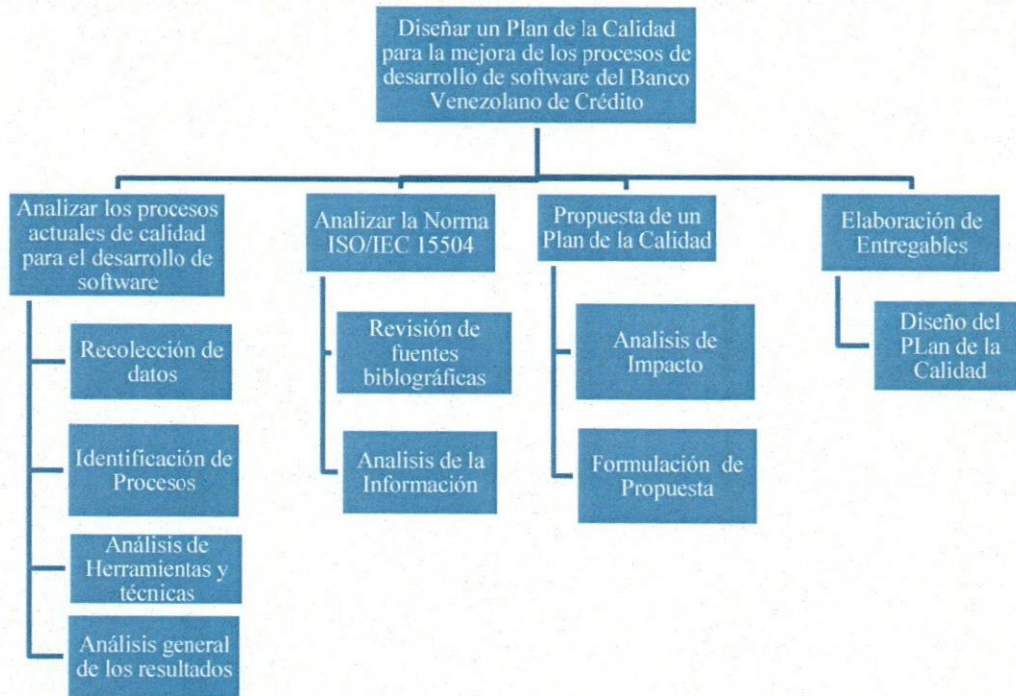 Diseñar un Plan de la Calidad
para la mejora de los procesos de
desarrollo de software del Banco
Venezolano de Crédito
Analizar los procesos
actuales de calidad
para el desarrollo de
software
Recolección de
datos
Identificación de
Procesos
Análisis de
Herramientas y
técnicas
Análisis general
de los resultados
Analizar la Norma
ISO/IEC 15504
Revisión de
fuentes
biblográficas
Analisis de la
Información
Propuesta de un
Plan de la Calidad
Analisis de
Impacto
Formulación de
Propuesta
Elaboración de
Entregables
Diseño del
PLan de la
Calidad